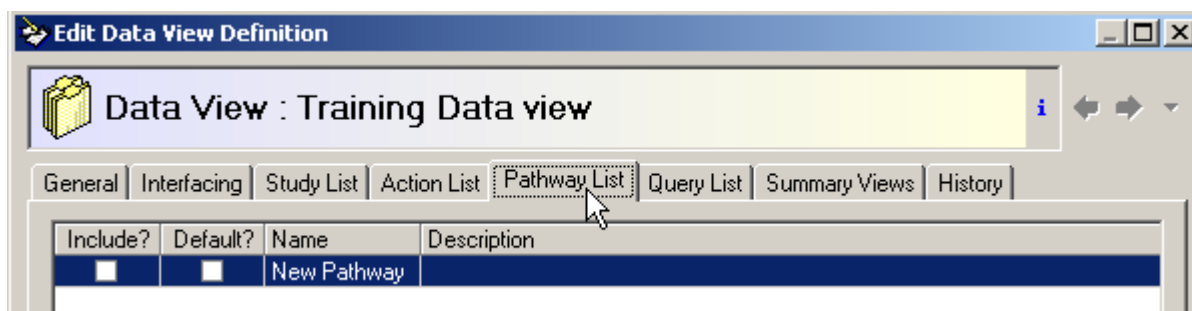 Edit Data View Definition
Data View : Training Data view
i
General Interfacing Study List Action List Pathway List Query List Summary Views History
Include? Default? Name Description
New Pathway